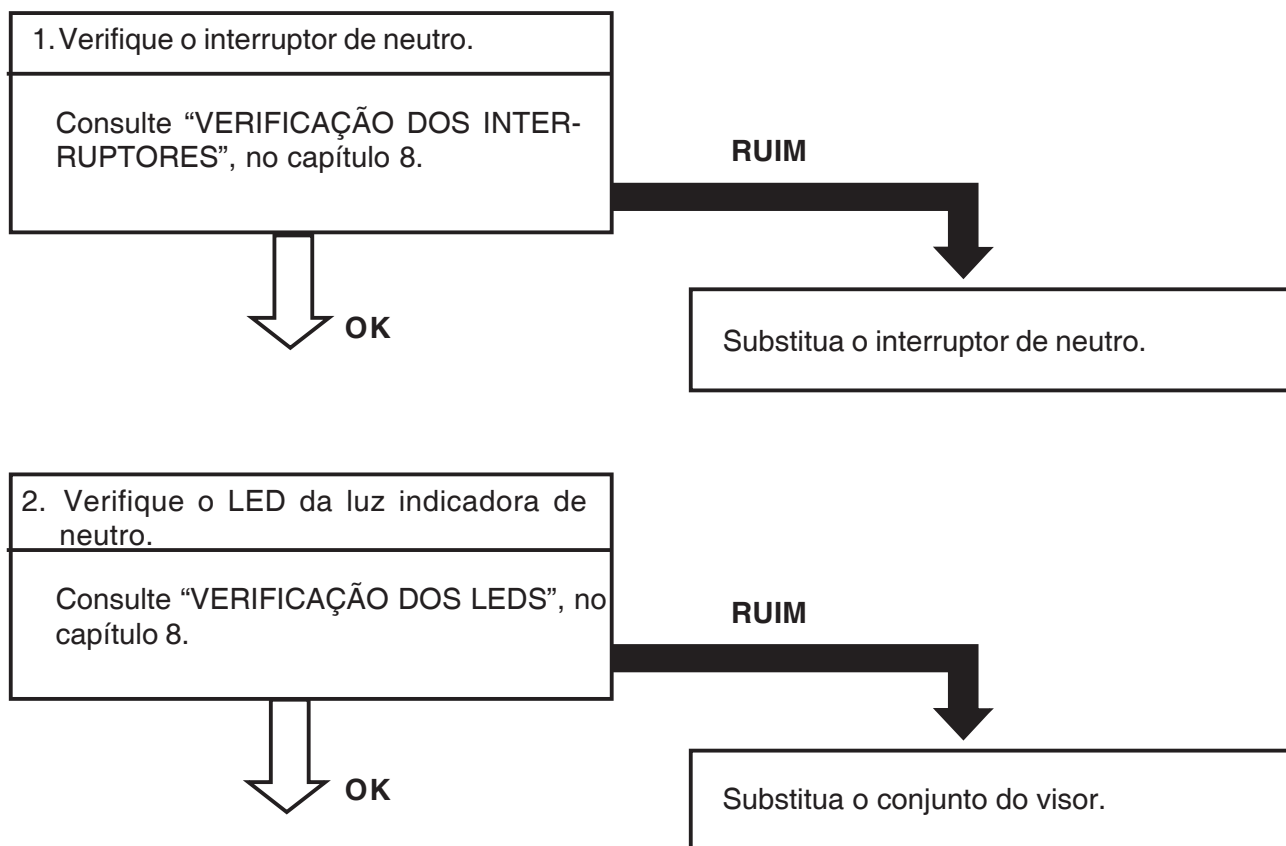 1. Verifique o interruptor de neutro.
Consulte “VERIFICAÇÃO DOS INTER-
RUPTORES”, no capítulo 8.
RUIM
OK
Substitua o interruptor de neutro.
2. Verifique o LED da luz indicadora de
neutro.
Consulte “VERIFICAÇÃO DOS LEDS”, no
capítulo 8.
RUIM
OK
Substitua o conjunto do visor.